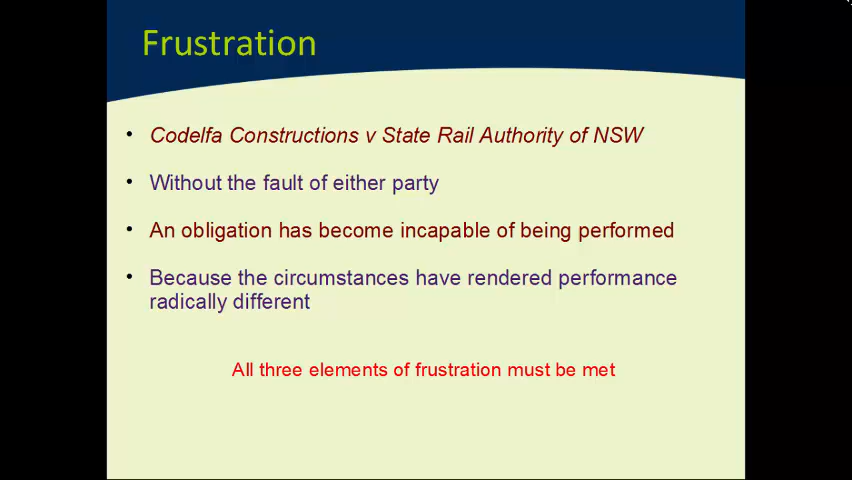 Frustration
• Codelfa Constructions v State Rail Authority of NSW
• Without the fault of either party
• An obligation has become incapable of being performed
• Because the circumstances have rendered performance
radically different
All three elements of frustration must be met